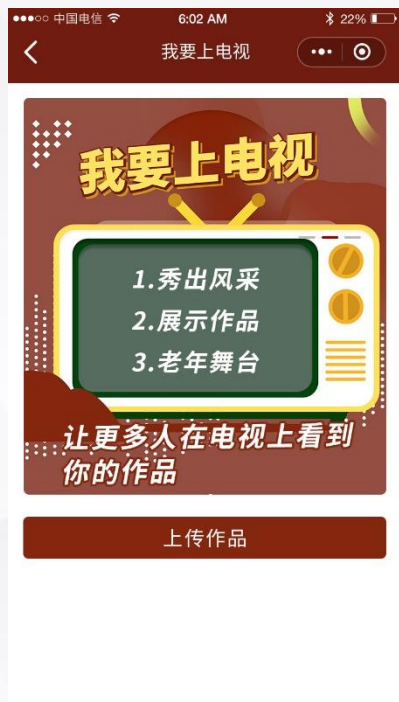 中国电信 6:02 AM 22%
我要上电视
我要上电视
1.秀出风采
2.展示作品
3.老年舞台
让更多人在电视上看到
你的作品
上传作品